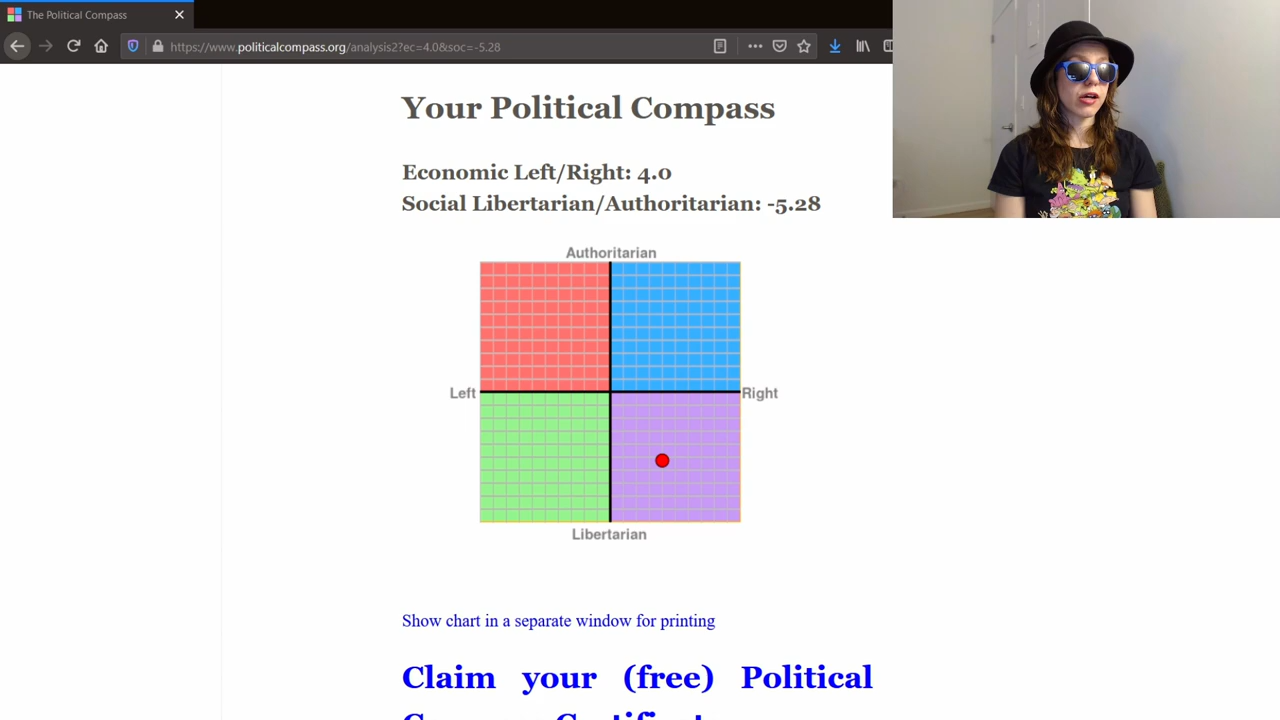 The Political Compass
https://www.politicalcompass.org/analysis2?ec=4.0&soc=-5.28
Your Political Compass
Economic Left/Right: 4.0
Social Libertarian/Authoritarian: -5.28
Authoritarian
Left
Right
Libertarian
Show chart in a separate window for printing
Claim your (free) Political